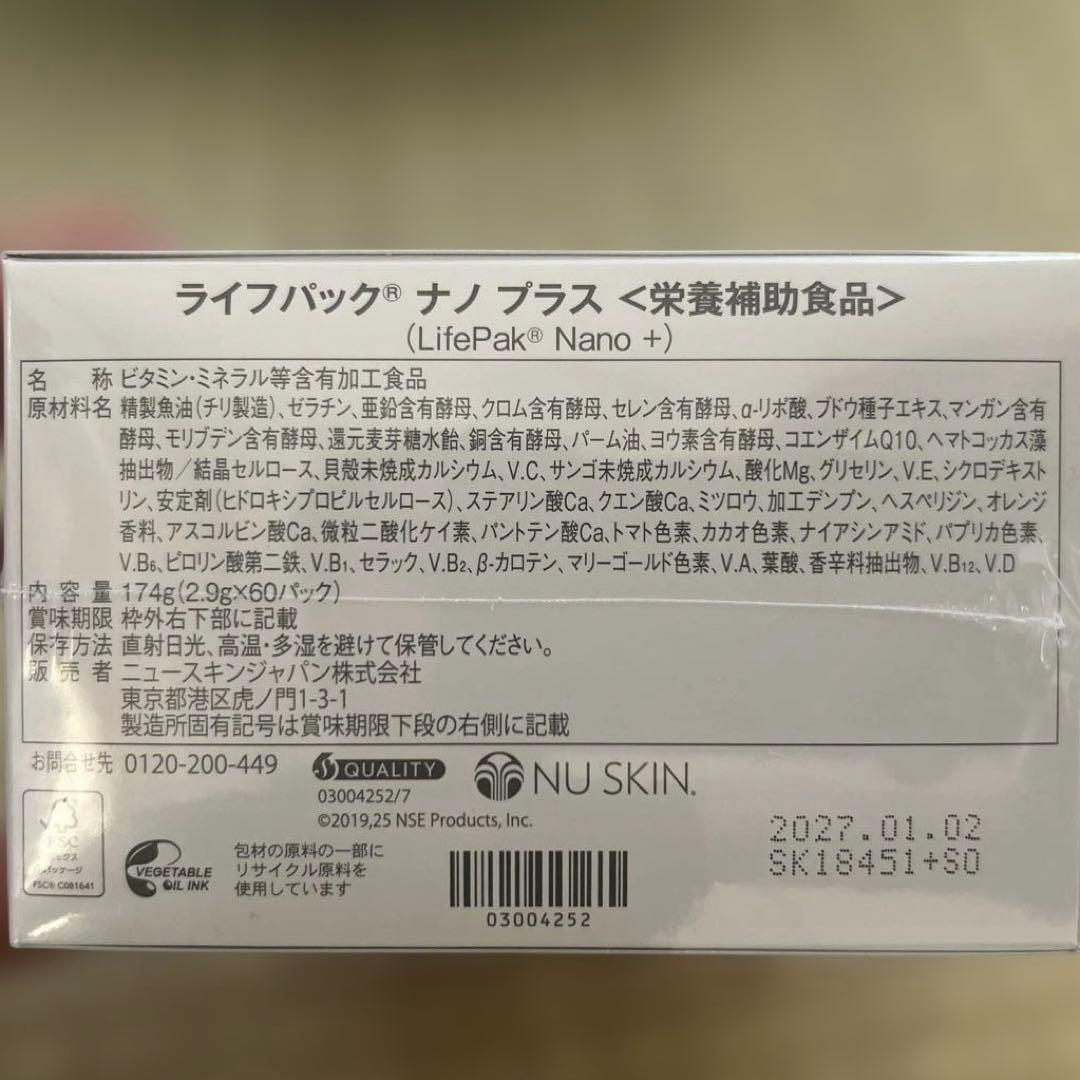 ライフパック® ナノ プラス <栄養補助食品>
(LifePak® Nano +)
名 称 ビタミン・ミネラル等含有加工食品
原材料名 精製魚油(チリ製造)、ゼラチン、亜鉛含有酵母、クロム含有酵母、セレン含有酵母、α-リポ酸、ブドウ種子エキス、マンガン含有
酵母、モリブデン含有酵母、還元麦芽糖水飴、銅含有酵母、パーム油、ヨウ素含有酵母、コエンザイムQ10、ヘマトコッカス藻
抽出物/結晶セルロース、貝殻未焼成カルシウム、V.C、サンゴ未焼成カルシウム、酸化Mg、グリセリン、V.E、シクロデキスト
リン、安定剤(ヒドロキシプロピルセルロース)、ステアリン酸Ca、クエン酸Ca、ミツロウ、加工デンプン、ヘスペリジン、オレンジ
香料、アスコルビン酸Ca、微粒二酸化ケイ素、パントテン酸Ca、トマト色素、カカオ色素、ナイアシンアミド、パプリカ色素、
V.B₆、ピロリン酸第二鉄、V.B₁、セラック、V.B₂、β-カロテン、マリーゴールド色素、V.A、葉酸、香辛料抽出物、V.B₁₂、V.D
内 容 量 174g(2.9g×60パック)
賞味期限 枠外右下部に記載
保存方法 直射日光、高温・多湿を避けて保管してください。
販 売 者 ニュースキンジャパン株式会社
東京都港区虎ノ門1-3-1
製造所固有記号は賞味期限下段の右側に記載
お問合せ先 0120-200-449
QUALITY
NU SKIN®
03004252/7
©2019,25 NSE Products, Inc.
2027.01.02
SK18451+SO
FSC
ミックス
パッケージ
FSC® C081641
VEGETABLE
OIL INK
包材の原料の一部に
リサイクル原料を
使用しています
03004252